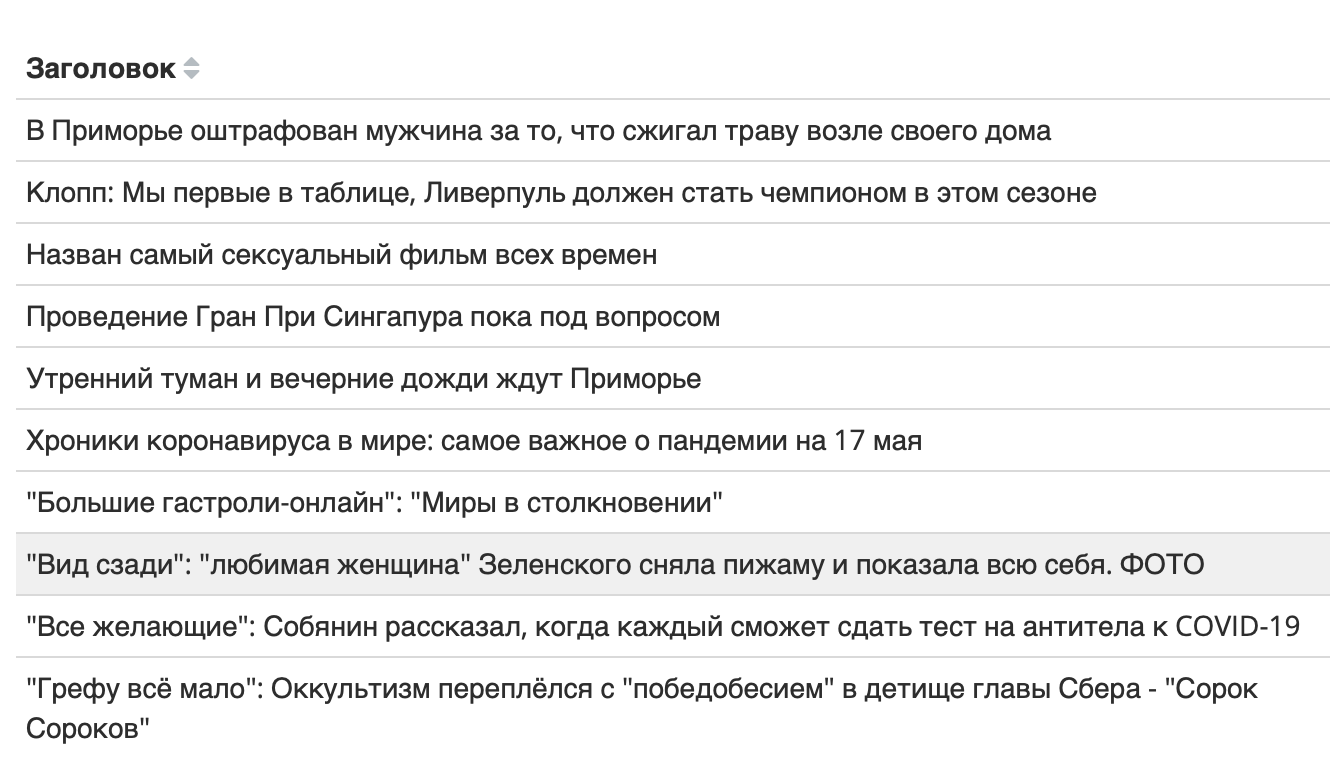 Заголовок
В Приморье оштрафован мужчина за то, что сжигал траву возле своего дома
Клопп: Мы первые в таблице, Ливерпуль должен стать чемпионом в этом сезоне
Назван самый сексуальный фильм всех времен
Проведение Гран При Сингапура пока под вопросом
Утренний туман и вечерние дожди ждут Приморье
Хроники коронавируса в мире: самое важное о пандемии на 17 мая
"Большие гастроли-онлайн": "Миры в столкновении"
"Вид сзади": "любимая женщина" Зеленского сняла пижаму и показала всю себя. ФОТО
"Все желающие": Собянин рассказал, когда каждый сможет сдать тест на антитела к COVID-19
"Грефу всё мало": Оккультизм переплёлся с "победобесием" в детище главы Сбера - "Сорок
Сороков"